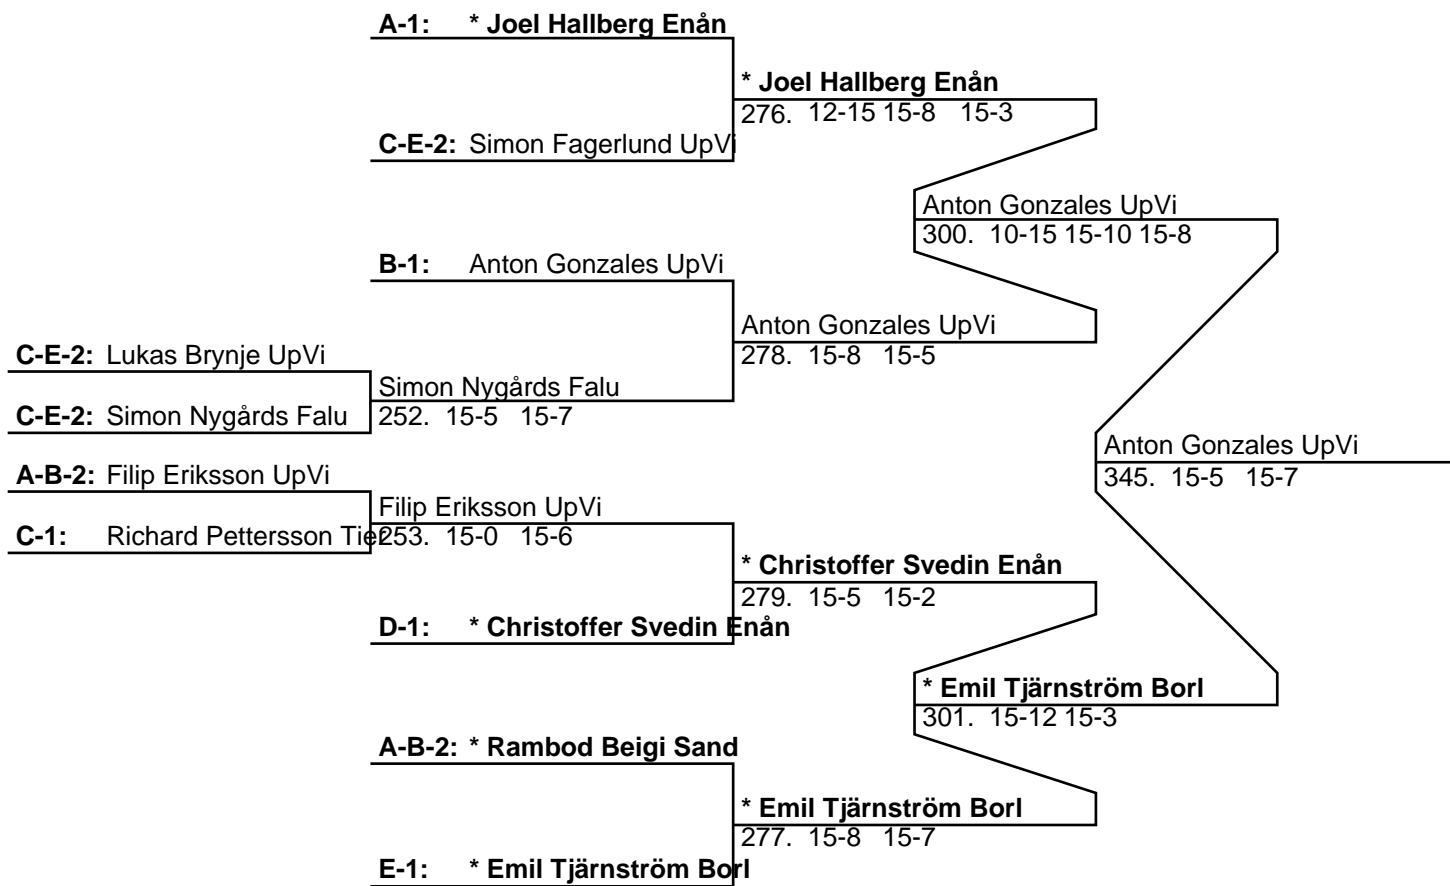 A-1: * Joel Hallberg Enån
* Joel Hallberg Enån
276. 12-15 15-8 15-3
C-E-2: Simon Fagerlund UpVi
Anton Gonzales UpVi
300. 10-15 15-10 15-8
B-1: Anton Gonzales UpVi
Anton Gonzales UpVi
278. 15-8 15-5
C-E-2: Lukas Brynje UpVi
Simon Nygårds Falu
252. 15-5 15-7
C-E-2: Simon Nygårds Falu
Anton Gonzales UpVi
345. 15-5 15-7
A-B-2: Filip Eriksson UpVi
Filip Eriksson UpVi
253. 15-0 15-6
C-1: Richard Pettersson Tier
* Christoffer Svedin Enån
279. 15-5 15-2
D-1: * Christoffer Svedin Enån
* Emil Tjärnström Borl
301. 15-12 15-3
A-B-2: * Rambod Beigi Sand
* Emil Tjärnström Borl
277. 15-8 15-7
E-1: * Emil Tjärnström Borl